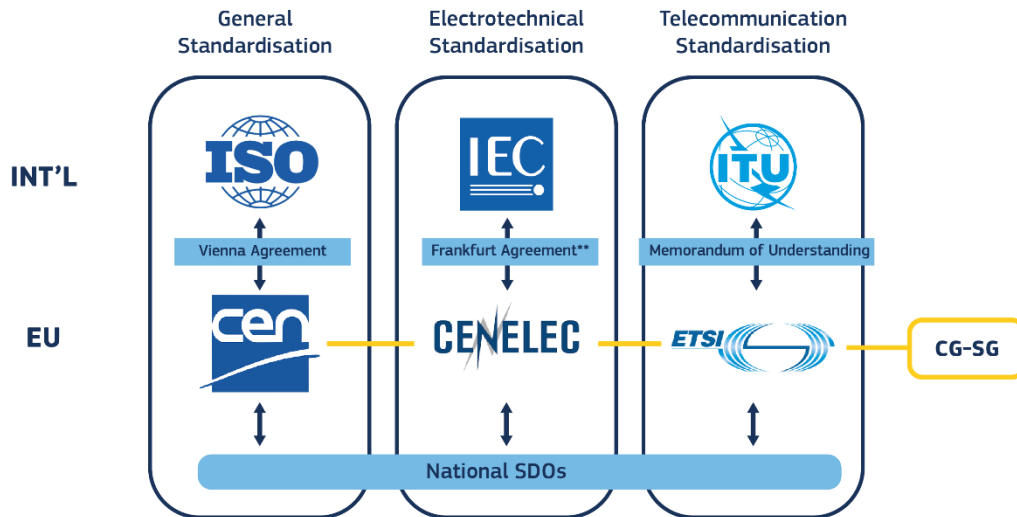 General
Standardisation
Electrotechnical
Standardisation
Telecommunication
Standardisation
INT'L
ISO
IEC
ITU
Vienna Agreement
Frankfurt Agreement**
Memorandum of Understanding
EU
cen
CENELEC
ETSI
CG-SG
National SDOs